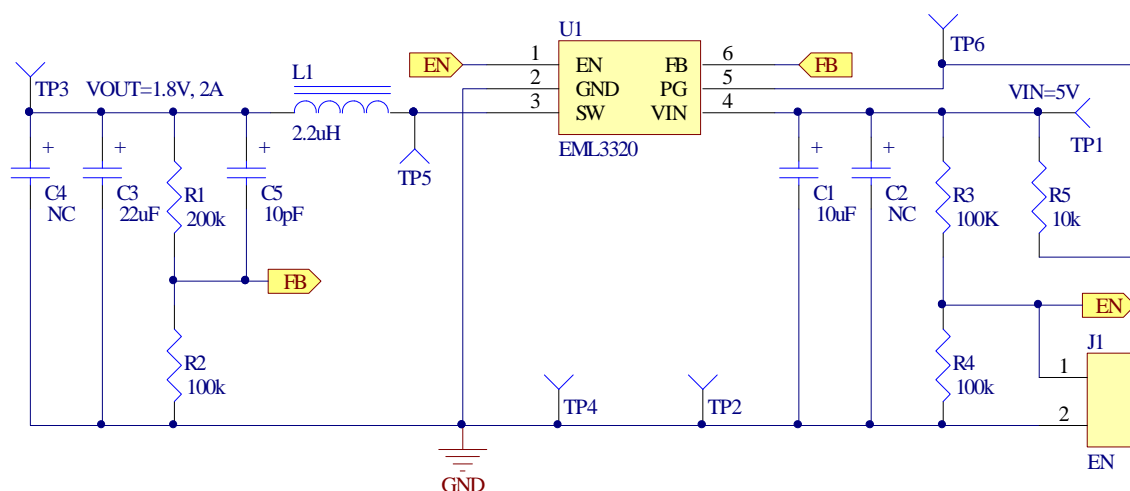 U1
TP6
EN
1
2
3
EN
GND
SW
FB
PG
VIN
6
5
4
FB
EML3320
TP3
VOUT=1.8V, 2A
L1
2.2uH
TP5
VIN=5V
TP1
+
C4
NC
+
C3
22uF
R1
200k
+
C5
10pF
+
C1
10uF
+
C2
NC
R3
100K
R5
10k
FB
EN
R2
100k
TP4
TP2
R4
100k
J1
1
2
EN
GND